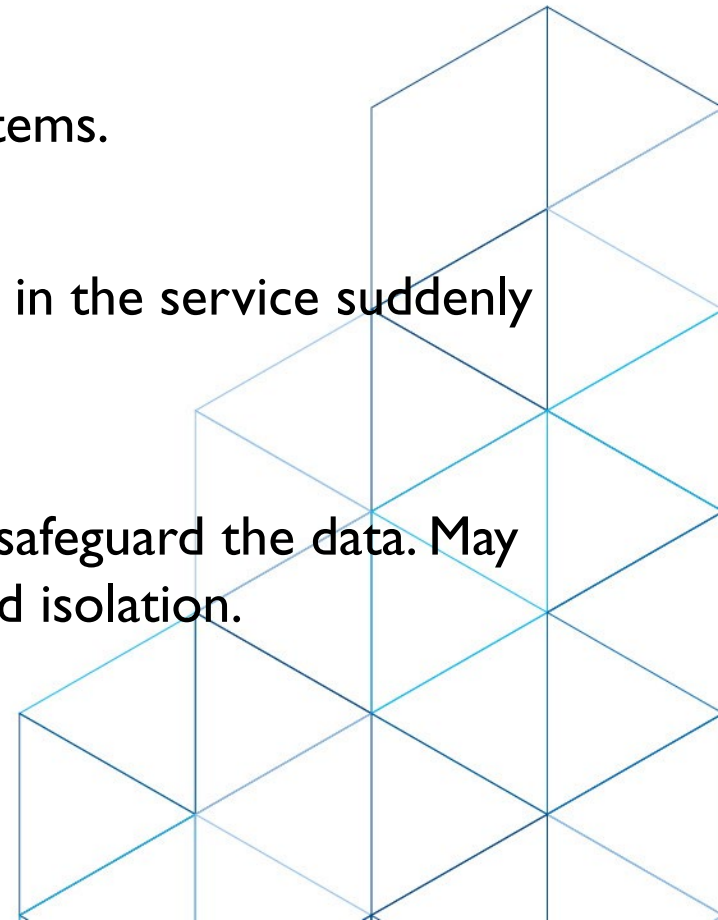 tems.
in the service suddenly
safeguard the data. May
d isolation.